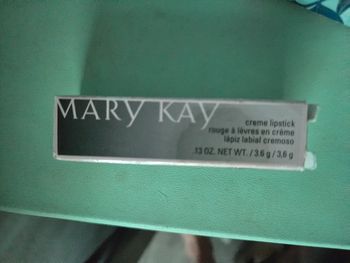 MARY KAY
creme lipstick
rouge à lèvres en crème
lápiz labial cremoso
.13 OZ. NET WT. / 3.6 g / 3,6 g